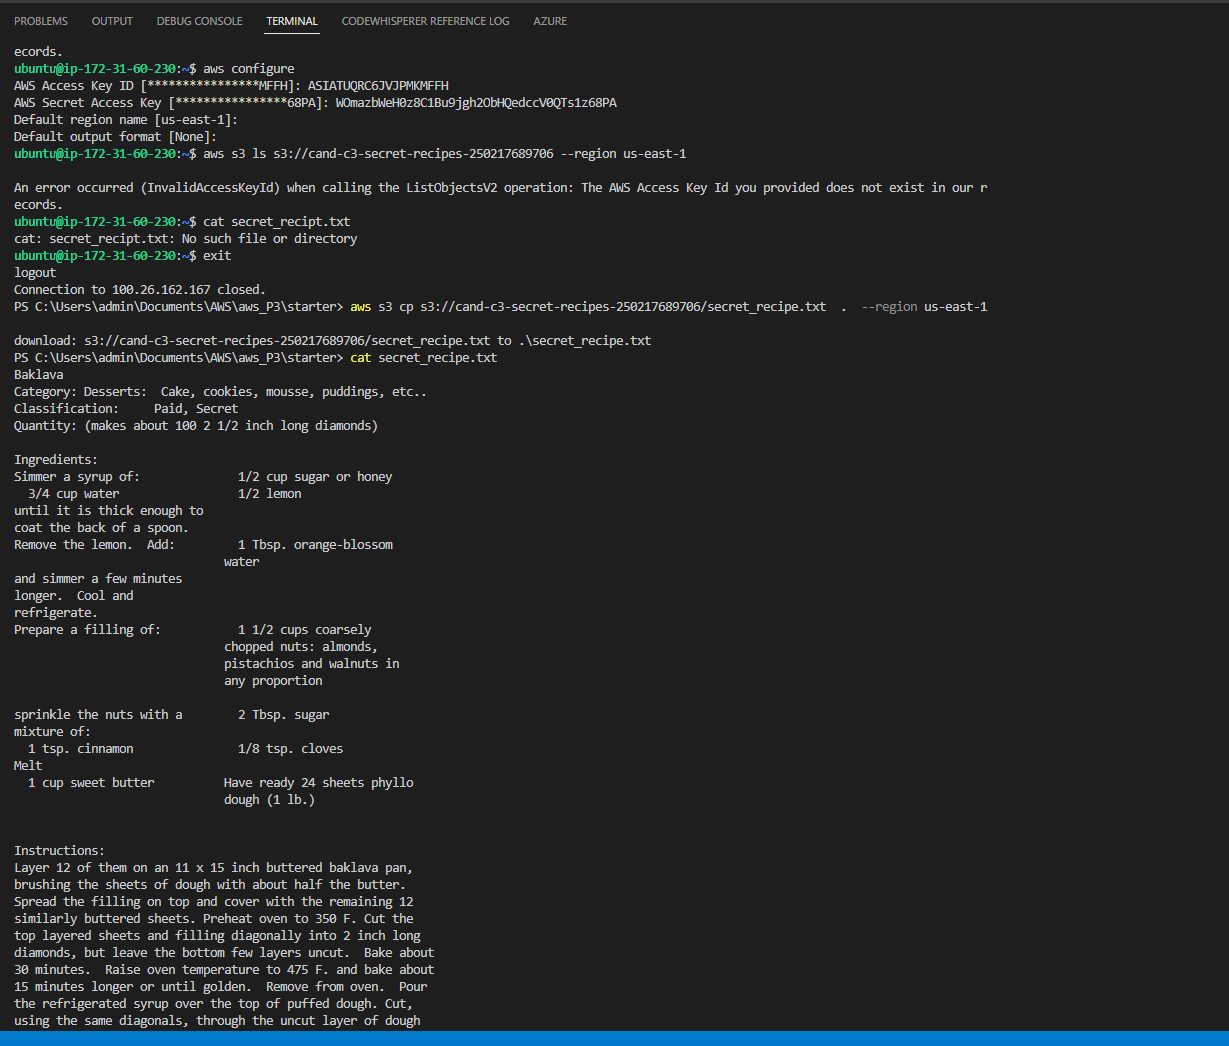 PROBLEMS OUTPUT DEBUG CONSOLE TERMINAL CODEWHISPERER REFERENCE LOG AZURE
ecords.
ubuntu@ip-172-31-60-230:~$ aws configure
AWS Access Key ID [****************MFFH]: ASIATUQRC6JVJPMKMFFH
AWS Secret Access Key [****************68PA]: WOmazbWeH0z8C1Bu9jgh2ObHQedccV0QTs1z68PA
Default region name [us-east-1]:
Default output format [None]:
ubuntu@ip-172-31-60-230:~$ aws s3 ls s3://cand-c3-secret-recipes-250217689706 --region us-east-1

An error occurred (InvalidAccessKeyId) when calling the ListObjectsV2 operation: The AWS Access Key Id you provided does not exist in our r
ecords.
ubuntu@ip-172-31-60-230:~$ cat secret_recipt.txt
cat: secret_recipt.txt: No such file or directory
ubuntu@ip-172-31-60-230:~$ exit
logout
Connection to 100.26.162.167 closed.
PS C:\Users\admin\Documents\AWS\aws_P3\starter> aws s3 cp s3://cand-c3-secret-recipes-250217689706/secret_recipe.txt . --region us-east-1

download: s3://cand-c3-secret-recipes-250217689706/secret_recipe.txt to .\secret_recipe.txt
PS C:\Users\admin\Documents\AWS\aws_P3\starter> cat secret_recipe.txt
Baklava
Category: Desserts:  Cake, cookies, mousse, puddings, etc..
Classification:     Paid, Secret
Quantity: (makes about 100 2 1/2 inch long diamonds)

Ingredients:
Simmer a syrup of:              1/2 cup sugar or honey
  3/4 cup water                 1/2 lemon
until it is thick enough to
coat the back of a spoon.
Remove the lemon.  Add:         1 Tbsp. orange-blossom
                              water
and simmer a few minutes
longer.  Cool and
refrigerate.
Prepare a filling of:           1 1/2 cups coarsely
                              chopped nuts: almonds,
                              pistachios and walnuts in
                              any proportion

sprinkle the nuts with a        2 Tbsp. sugar
mixture of:
  1 tsp. cinnamon               1/8 tsp. cloves
Melt
  1 cup sweet butter          Have ready 24 sheets phyllo
                              dough (1 lb.)

Instructions:
Layer 12 of them on an 11 x 15 inch buttered baklava pan,
brushing the sheets of dough with about half the butter.
Spread the filling on top and cover with the remaining 12
similarly buttered sheets. Preheat oven to 350 F. Cut the
top layered sheets and filling diagonally into 2 inch long
diamonds, but leave the bottom few layers uncut.  Bake about
30 minutes.  Raise oven temperature to 475 F. and bake about
15 minutes longer or until golden.  Remove from oven.  Pour
the refrigerated syrup over the top of puffed dough. Cut,
using the same diagonals, through the uncut layer of dough